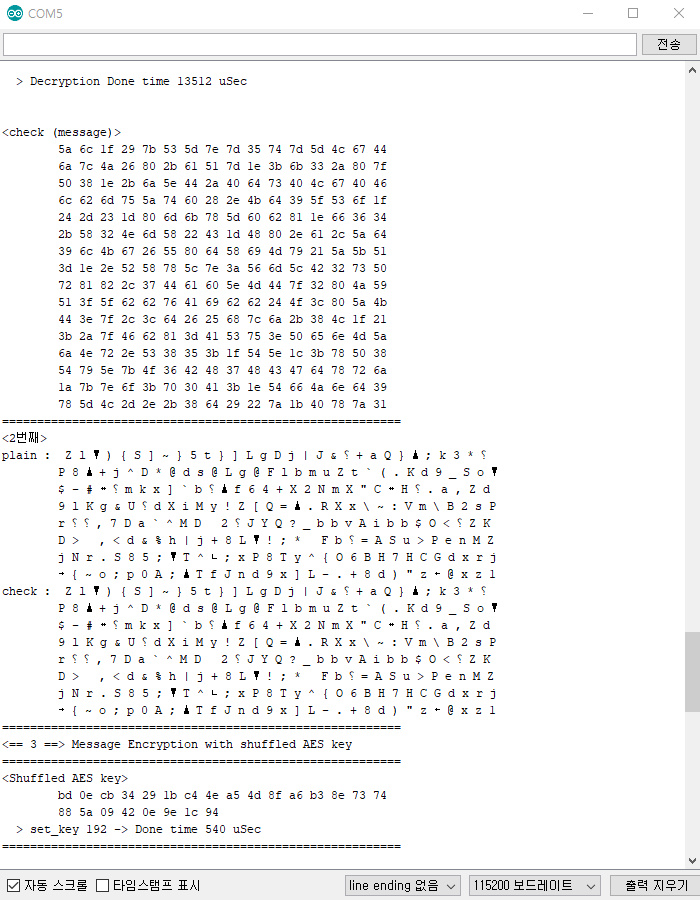 COM5
전송
> Decryption Done time 13512 uSec
<check (message)>
5a 6c 1f 29 7b 53 5d 7e 7d 35 74 7d 5d 4c 67 44
6a 7c 4a 26 80 2b 61 51 7d 1e 3b 6b 33 2a 80 7f
50 38 1e 2b 6a 5e 44 2a 40 64 73 40 4c 67 40 46
6c 62 6d 75 5a 74 60 28 2e 4b 64 39 5f 53 6f 1f
24 2d 23 1d 80 6d 6b 78 5d 60 62 81 1e 66 36 34
2b 58 32 4e 6d 58 22 43 1d 48 80 2e 61 2c 5a 64
39 6c 4b 67 26 55 80 64 58 69 4d 79 21 5a 5b 51
3d 1e 2e 52 58 78 5c 7e 3a 56 6d 5c 42 32 73 50
72 81 82 2c 37 44 61 60 5e 4d 44 7f 32 80 4a 59
51 3f 5f 62 62 76 41 69 62 62 24 4f 3c 80 5a 4b
44 3e 7f 2c 3c 64 26 25 68 7c 6a 2b 38 4c 1f 21
3b 2a 7f 46 62 81 3d 41 53 75 3e 50 65 6e 4d 5a
6a 4e 72 2e 53 38 35 3b 1f 54 5e 1c 3b 78 50 38
54 79 5e 7b 4f 36 42 48 37 48 43 47 64 78 72 6a
1a 7b 7e 6f 3b 70 30 41 3b 1e 54 66 4a 6e 64 39
78 5d 4c 2d 2e 2b 38 64 29 22 7a 1b 40 78 7a 31
=========================================================
<2번째>
plain : Z l ▼ ) { S ] ~ } 5 t } ] L g D j | J & ⸮ + a Q } ▲ ; k 3 * ⸮
P 8 ▲ + j ^ D * @ d s @ L g @ F l b m u Z t ` ( . K d 9 _ S o ▼
$ - # ↔ ⸮ m k x ] ` b ⸮ ▲ f 6 4 + X 2 N m X " C ↔ H ⸮ . a , Z d
9 l K g & U ⸮ d X i M y ! Z [ Q = ▲ . R X x \ ~ : V m \ B 2 s P
r ⸮ ⸮ , 7 D a ` ^ M D  2 ⸮ J Y Q ? _ b b v A i b b $ O < ⸮ Z K
D >  , < d & % h | j + 8 L ▼ ! ; *  F b ⸮ = A S u > P e n M Z
j N r . S 8 5 ; ▼ T ^ ∟ ; x P 8 T y ^ { O 6 B H 7 H C G d x r j
→ { ~ o ; p 0 A ; ▲ T f J n d 9 x ] L - . + 8 d ) " z ← @ x z 1
check : Z l ▼ ) { S ] ~ } 5 t } ] L g D j | J & ⸮ + a Q } ▲ ; k 3 * ⸮
P 8 ▲ + j ^ D * @ d s @ L g @ F l b m u Z t ` ( . K d 9 _ S o ▼
$ - # ↔ ⸮ m k x ] ` b ⸮ ▲ f 6 4 + X 2 N m X " C ↔ H ⸮ . a , Z d
9 l K g & U ⸮ d X i M y ! Z [ Q = ▲ . R X x \ ~ : V m \ B 2 s P
r ⸮ ⸮ , 7 D a ` ^ M D  2 ⸮ J Y Q ? _ b b v A i b b $ O < ⸮ Z K
D >  , < d & % h | j + 8 L ▼ ! ; *  F b ⸮ = A S u > P e n M Z
j N r . S 8 5 ; ▼ T ^ ∟ ; x P 8 T y ^ { O 6 B H 7 H C G d x r j
→ { ~ o ; p 0 A ; ▲ T f J n d 9 x ] L - . + 8 d ) " z ← @ x z 1
=========================================================
<== 3 ==> Message Encryption with shuffled AES key
=========================================================
<Shuffled AES key>
bd 0e cb 34 29 1b c4 4e a5 4d 8f a6 b3 8e 73 74
88 5a 09 42 0e 9e 1c 94
> set_key 192 -> Done time 540 uSec
=========================================================
자동 스크롤 타임스탬프 표시 line ending 없음 115200 보드레이트 출력 지우기